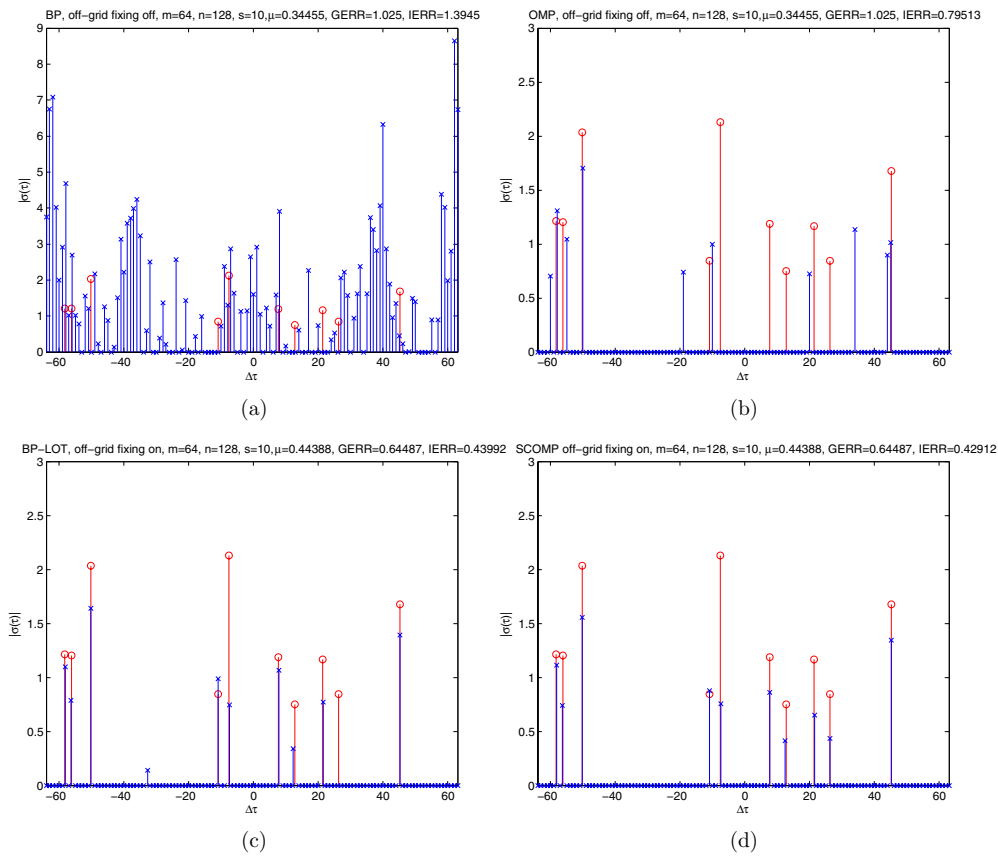 BP, off-grid fixing off, m=64, n=128, s=10,μ=0.34455, GERR=1.025, IERR=1.3945
9
8
7
6
5
4
3
2
1
0
|σ(τ)|
−60 −40 −20 0 20 40 60
Δτ
(a)
OMP, off-grid fixing off, m=64, n=128, s=10,μ=0.34455, GERR=1.025, IERR=0.79513
3
2.5
2
1.5
1
0.5
0
|σ(τ)|
−60 −40 −20 0 20 40 60
Δτ
(b)
BP-LOT, off-grid fixing on, m=64, n=128, s=10,μ=0.44388, GERR=0.64487, IERR=0.43992
3
2.5
2
1.5
1
0.5
0
|σ(τ)|
−60 −40 −20 0 20 40 60
Δτ
(c)
SCOMP off-grid fixing on, m=64, n=128, s=10, μ=0.44388, GERR=0.64487, IERR=0.42912
3
2.5
2
1.5
1
0.5
0
|σ(τ)|
−60 −40 −20 0 20 40 60
Δτ
(d)